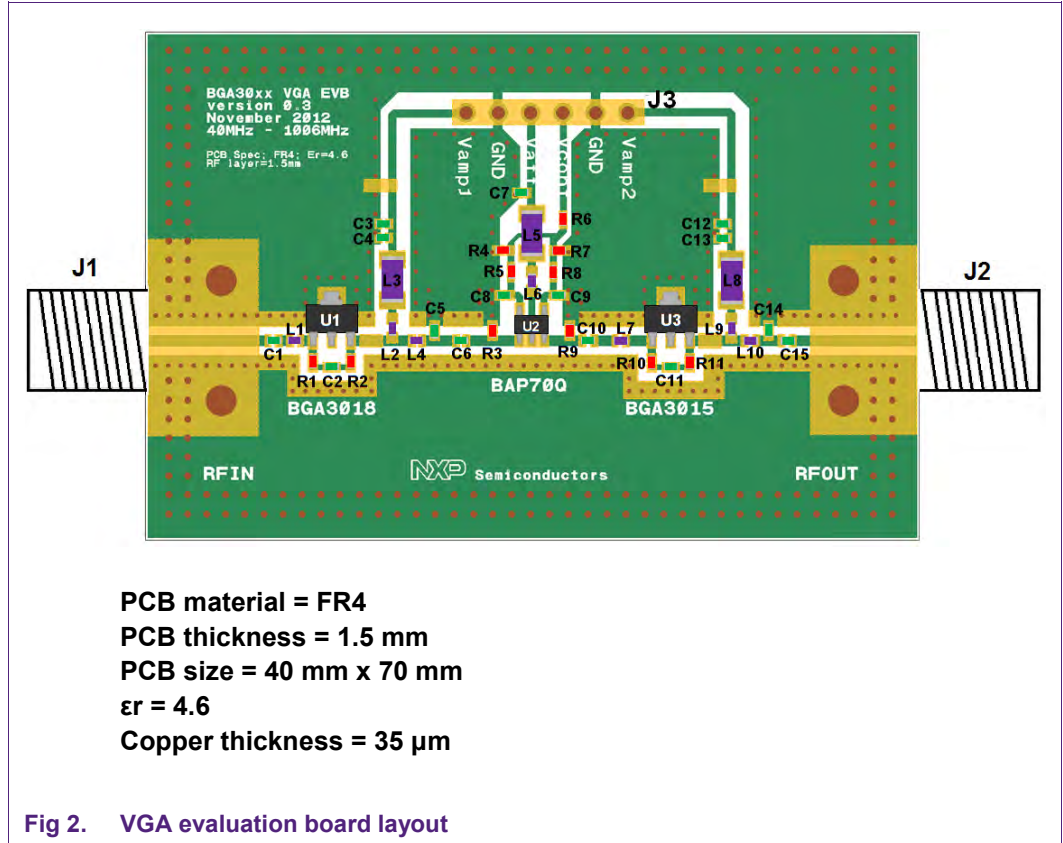 BGA30xx VGA EVB
version 0.3
November 2012
40MHz - 1006MHz
PCB Spec; FR4; Er=4.6
RF layer=1.5mm
J3
Vamp1
GND
GND
Vamp2
C7
R6
C3
C4
L5
R4
R7
C12
C13
R5
R8
L3
L8
C8
L6
C9
J1
J2
U1
C5
U2
U3
C14
L1
C10
L7
L9
C1
L2
L4
C6
R3
R9
L10
C15
R1
C2
R2
R10
C11
R11
BGA3018
BAP70Q
BGA3015
RFIN
NXP Semiconductors
RFOUT
PCB material = FR4
PCB thickness = 1.5 mm
PCB size = 40 mm x 70 mm
εr = 4.6
Copper thickness = 35 µm
Fig 2. VGA evaluation board layout